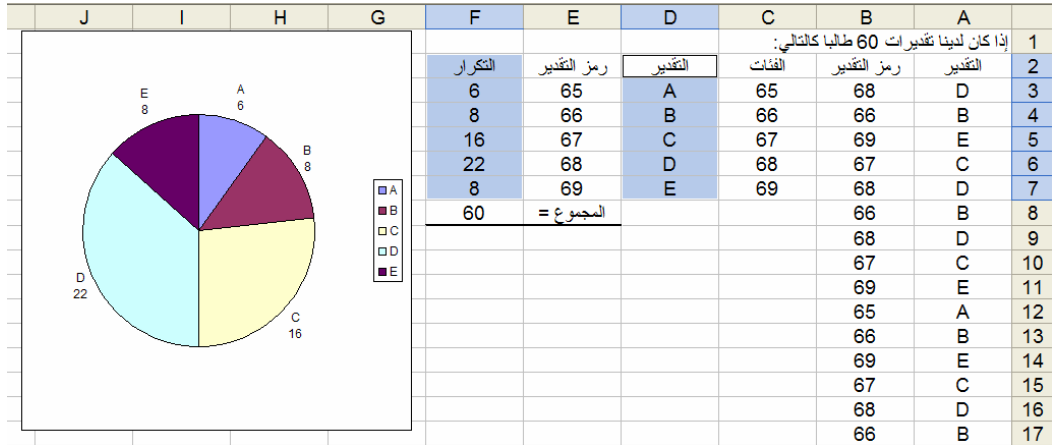 A B C D E F G H I J
1 إذا كان لدينا تقديرات 60 طالبا كالتالي:
2 التقدير رمز التقدير الفئات التقدير رمز التقدير التكرار
3 D 68 65 A 65 6
4 B 66 66 B 66 8
5 E 69 67 C 67 16
6 C 67 68 D 68 22
7 D 68 69 E 69 8
8 B 66 المجموع = 60
9 D 68
10 C 67
11 E 69
12 A 65
13 B 66
14 E 69
15 C 67
16 D 68
17 B 66
A
6
B
8
C
16
D
22
E
8
A
B
C
D
E